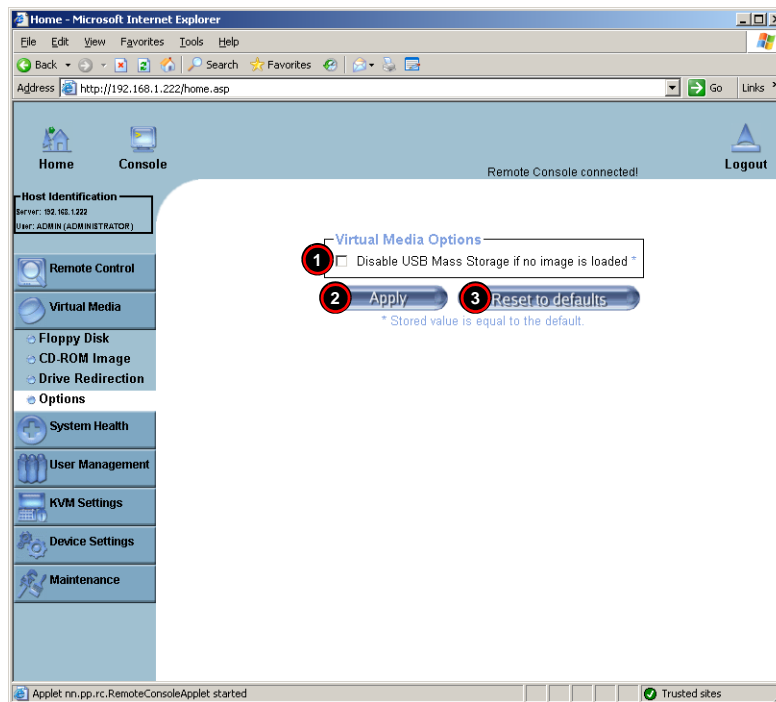 Home - Microsoft Internet Explorer
File Edit View Favorites Tools Help
Back Search Favorites
Address http://192.168.1.222/home.asp Go Links
Home Console Logout
Remote Console connected!
Host Identification
Server: 192.168.1.222
User: ADMIN (ADMINISTRATOR)
Virtual Media Options
1 Disable USB Mass Storage if no image is loaded *
2 Apply 3 Reset to defaults
* Stored value is equal to the default.
Remote Control
Virtual Media
Floppy Disk
CD-ROM Image
Drive Redirection
Options
System Health
User Management
KVM Settings
Device Settings
Maintenance
Applet nn.pp.rc.RemoteConsoleApplet started Trusted sites